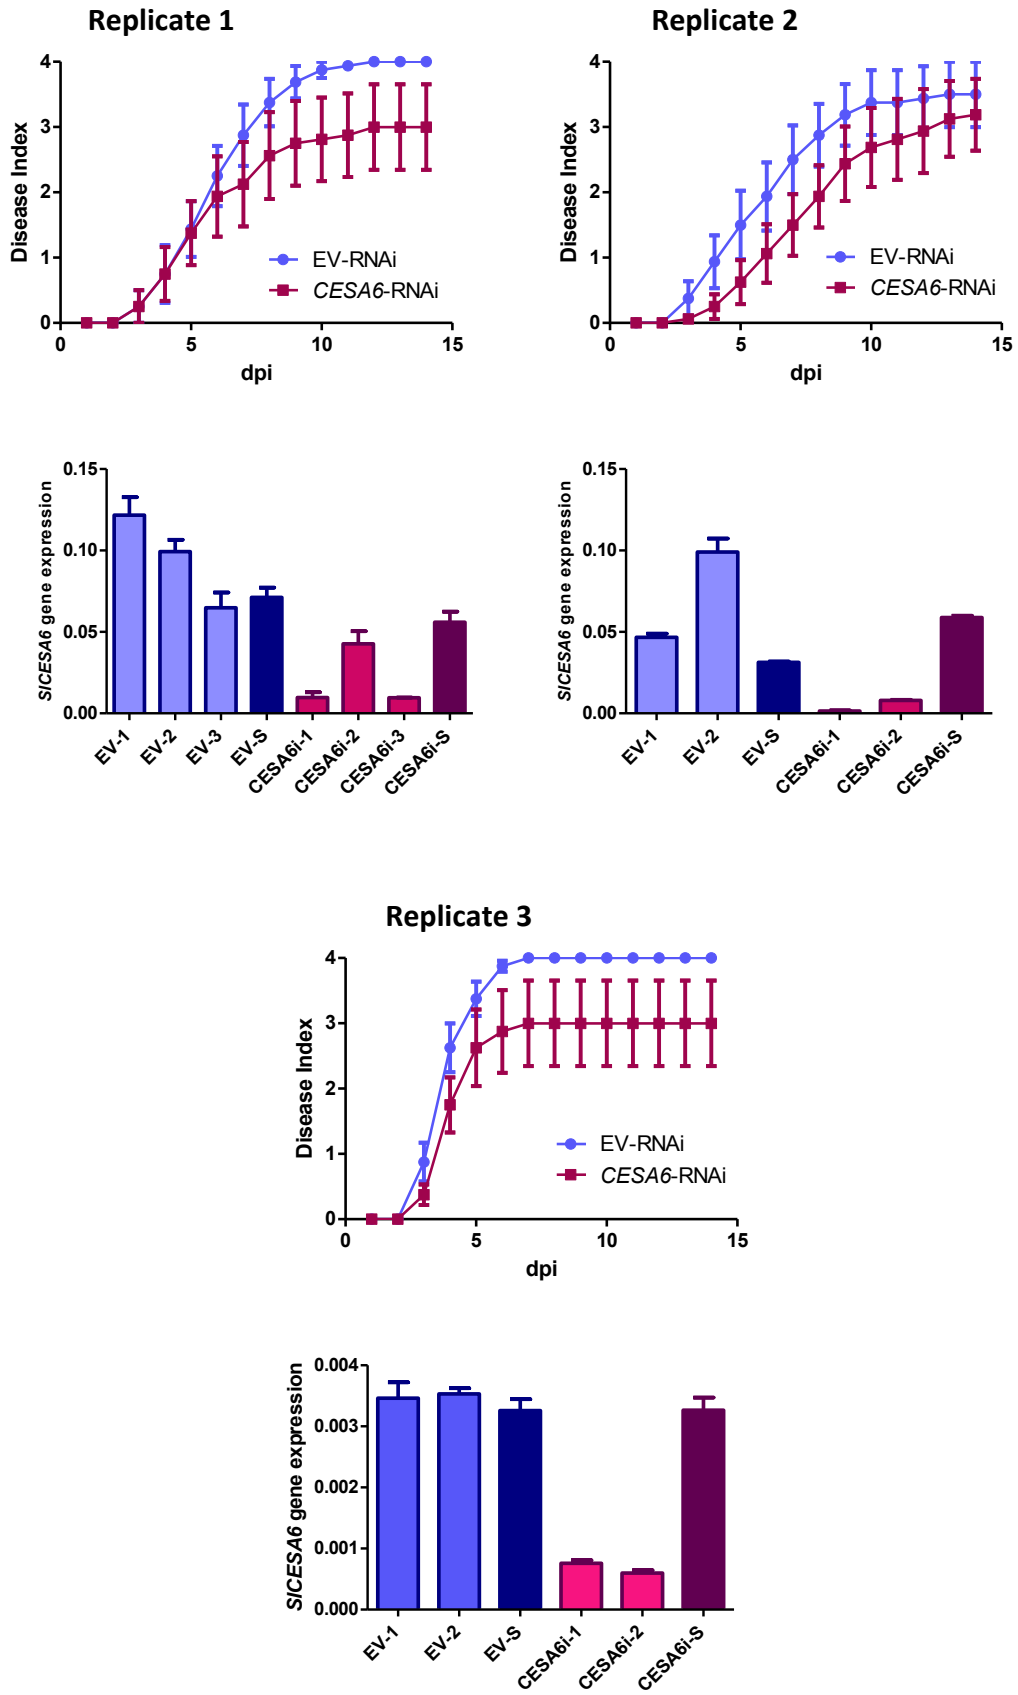 Replicate 1
Replicate 2
4
3
2
1
0
Disease Index
0
5
10
15
dpi
EV-RNAi
CESA6-RNAi
4
3
2
1
0
Disease Index
0
5
10
15
dpi
EV-RNAi
CESA6-RNAi
0.15
0.10
0.05
0.00
SlCESA6 gene expression
EV-1
EV-2
EV-3
EV-S
CESA6i-1
CESA6i-2
CESA6i-3
CESA6i-S
0.15
0.10
0.05
0.00
SlCESA6 gene expression
EV-1
EV-2
EV-S
CESA6i-1
CESA6i-2
CESA6i-S
Replicate 3
4
3
2
1
0
Disease Index
0
5
10
15
dpi
EV-RNAi
CESA6-RNAi
0.004
0.003
0.002
0.001
0.000
SlCESA6 gene expression
EV-1
EV-2
EV-S
CESA6i-1
CESA6i-2
CESA6i-S